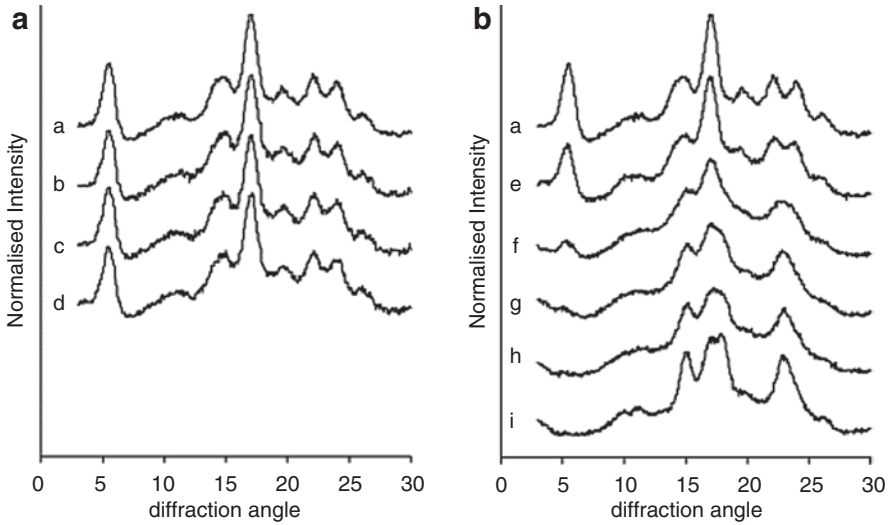 a
Normalised Intensity
a
b
c
d
0 5 10 15 20 25 30
diffraction angle
b
Normalised Intensity
a
e
f
g
h
i
0 5 10 15 20 25 30
diffraction angle